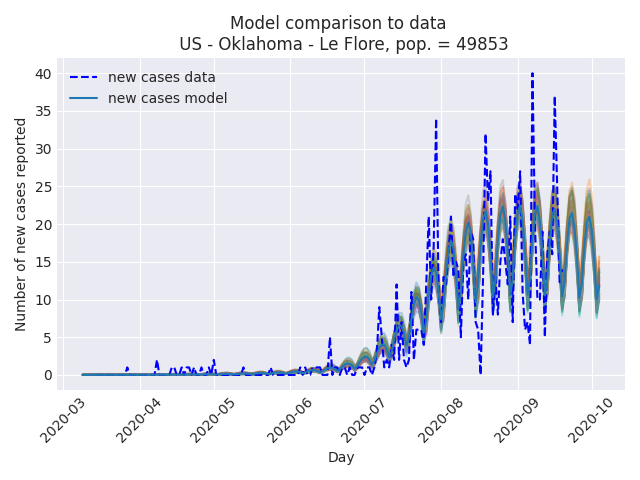 Model comparison to data
US - Oklahoma - Le Flore, pop. = 49853
new cases data
new cases model
Number of new cases reported
40
35
30
25
20
15
10
5
0
2020-03
2020-04
2020-05
2020-06
2020-07
2020-08
2020-09
2020-10
Day